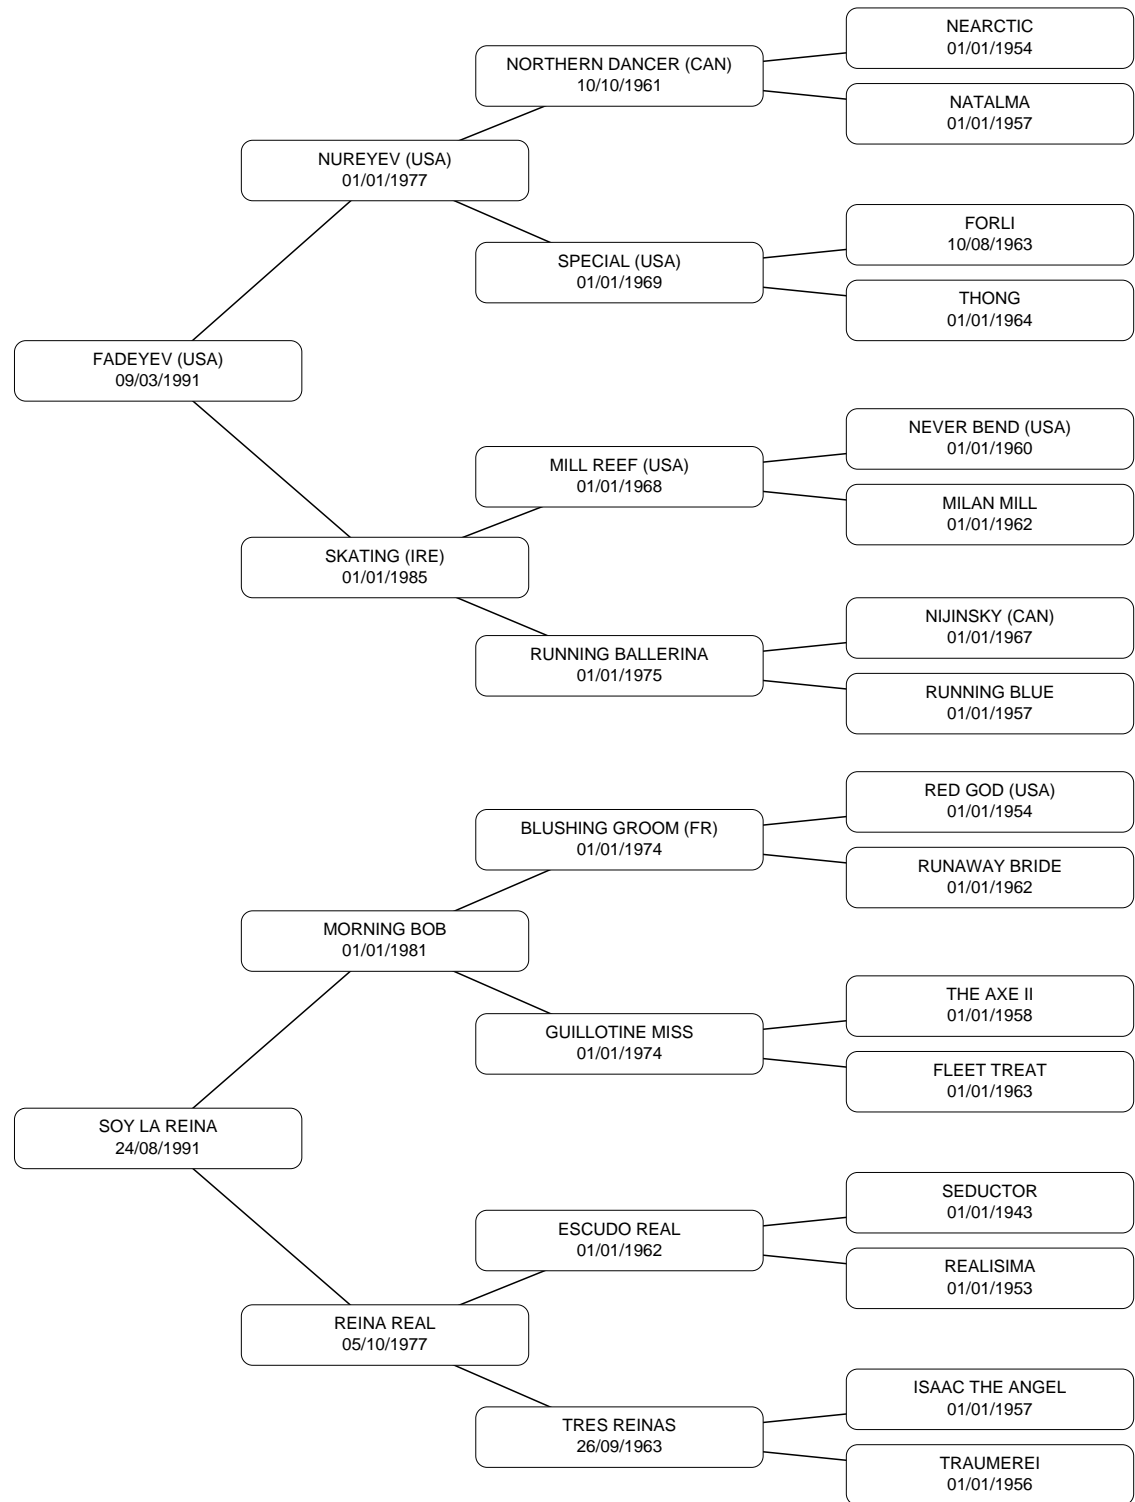 NEARCTIC
01/01/1954
NORTHERN DANCER (CAN)
10/10/1961
NATALMA
01/01/1957
NUREYEV (USA)
01/01/1977
FORLI
10/08/1963
SPECIAL (USA)
01/01/1969
THONG
01/01/1964
FADEYEV (USA)
09/03/1991
NEVER BEND (USA)
01/01/1960
MILL REEF (USA)
01/01/1968
MILAN MILL
01/01/1962
SKATING (IRE)
01/01/1985
NIJINSKY (CAN)
01/01/1967
RUNNING BALLERINA
01/01/1975
RUNNING BLUE
01/01/1957
RED GOD (USA)
01/01/1954
BLUSHING GROOM (FR)
01/01/1974
RUNAWAY BRIDE
01/01/1962
MORNING BOB
01/01/1981
THE AXE II
01/01/1958
GUILLOTINE MISS
01/01/1974
FLEET TREAT
01/01/1963
SOY LA REINA
24/08/1991
SEDUCTOR
01/01/1943
ESCUDO REAL
01/01/1962
REALISIMA
01/01/1953
REINA REAL
05/10/1977
ISAAC THE ANGEL
01/01/1957
TRES REINAS
26/09/1963
TRAUMEREI
01/01/1956